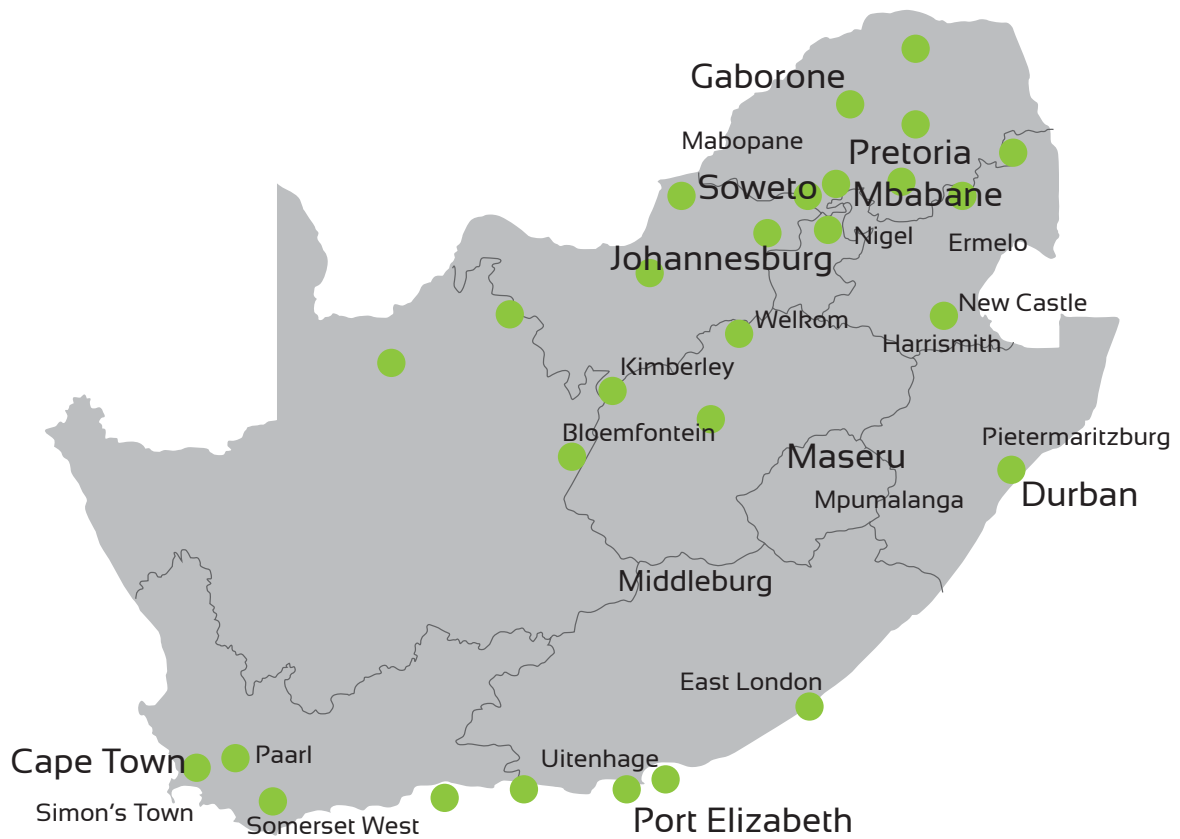 Gaborone
Mabopane
Pretoria
Soweto
Mbabane
Nigel
Ermelo
Johannesburg
New Castle
Welkom
Harrismith
Kimberley
Bloemfontein
Pietermaritzburg
Maseru
Durban
Mpumalanga
Middleburg
East London
Cape Town
Paarl
Uitenhage
Simon's Town
Somerset West
Port Elizabeth